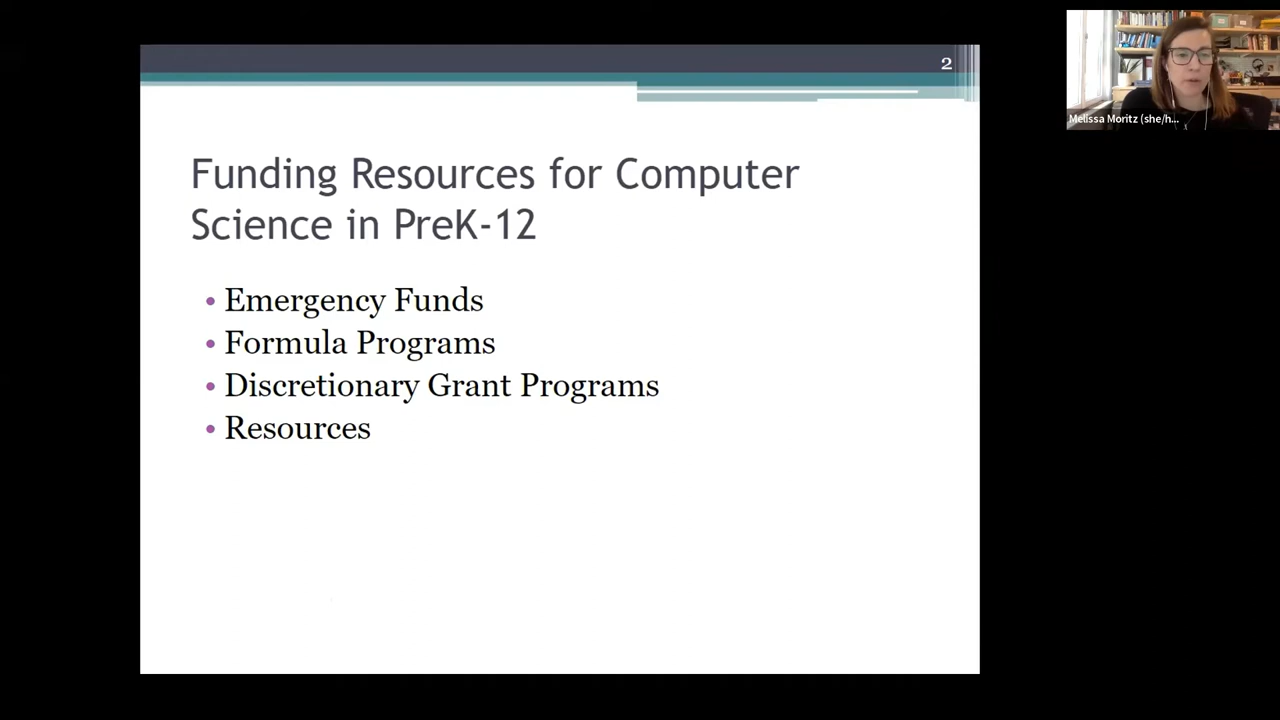 2
Melissa Moritz (she/h...
Funding Resources for Computer
Science in PreK-12
• Emergency Funds
• Formula Programs
• Discretionary Grant Programs
• Resources